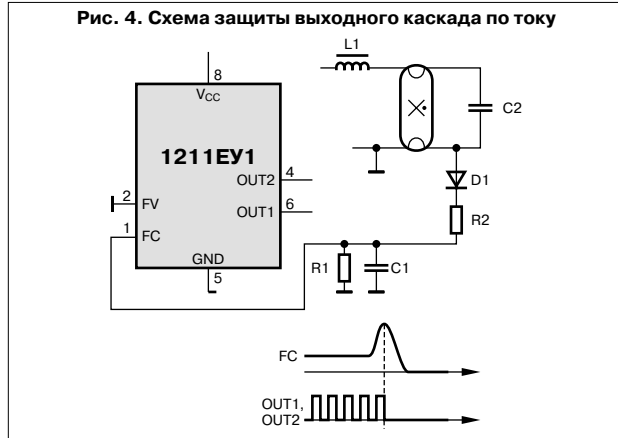 Рис. 4. Схема защиты выходного каскада по току
L1
8
Vcc
C2
1211ЕУ1
OUT2 4
D1
2 FV
OUT1 6
1 FC
R2
GND
5
R1
C1
FC
OUT1,
OUT2